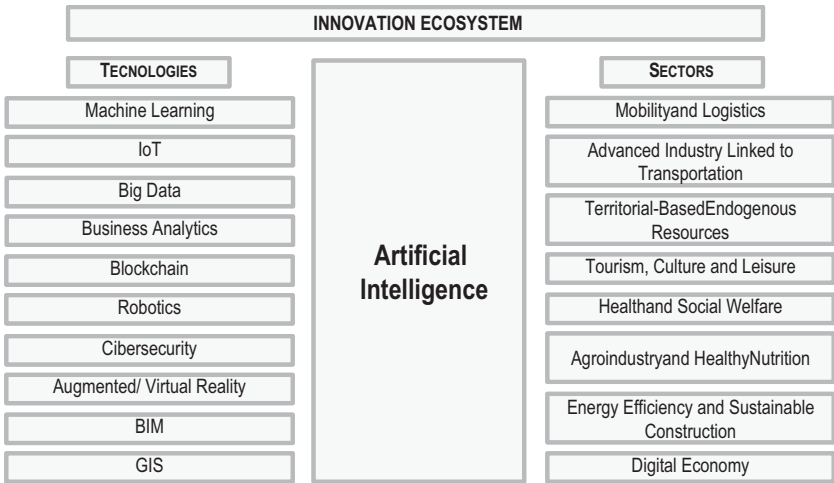 INNOVATION ECOSYSTEM
TECNOLOGIES
Machine Learning
IoT
Big Data
Business Analytics
Blockchain
Robotics
Cibersecurity
Augmented/ Virtual Reality
BIM
GIS
Artificial
Intelligence
SECTORS
Mobilityand Logistics
Advanced Industry Linked to
Transportation
Territorial-BasedEndogenous
Resources
Tourism, Culture and Leisure
Healthand Social Welfare
Agroindustryand HealthyNutrition
Energy Efficiency and Sustainable
Construction
Digital Economy